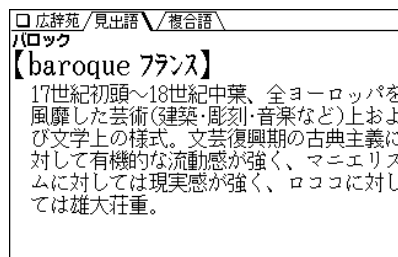 広辞苑 見出語 複合語
バロック
【baroque フランス】
17世紀初頭〜18世紀中葉、全ヨーロッパを
風靡した芸術(建築・彫刻・音楽など)上およ
び文学上の様式。文芸復興期の古典主義に
対して有機的な流動感が強く、マニエリス
ムに対しては現実感が強く、ロココに対し
ては雄大荘重。